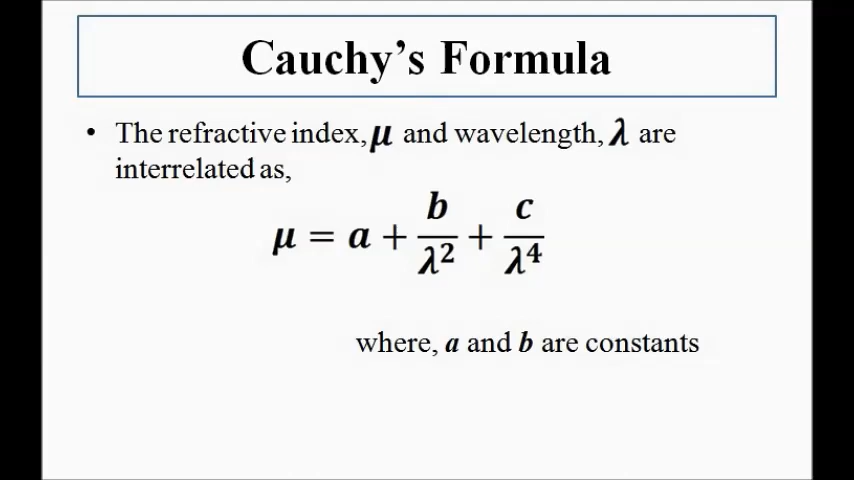 Cauchy's Formula
• The refractive index, μ and wavelength, λ are
interrelated as,
μ = a + b/λ² + c/λ⁴
where, a and b are constants